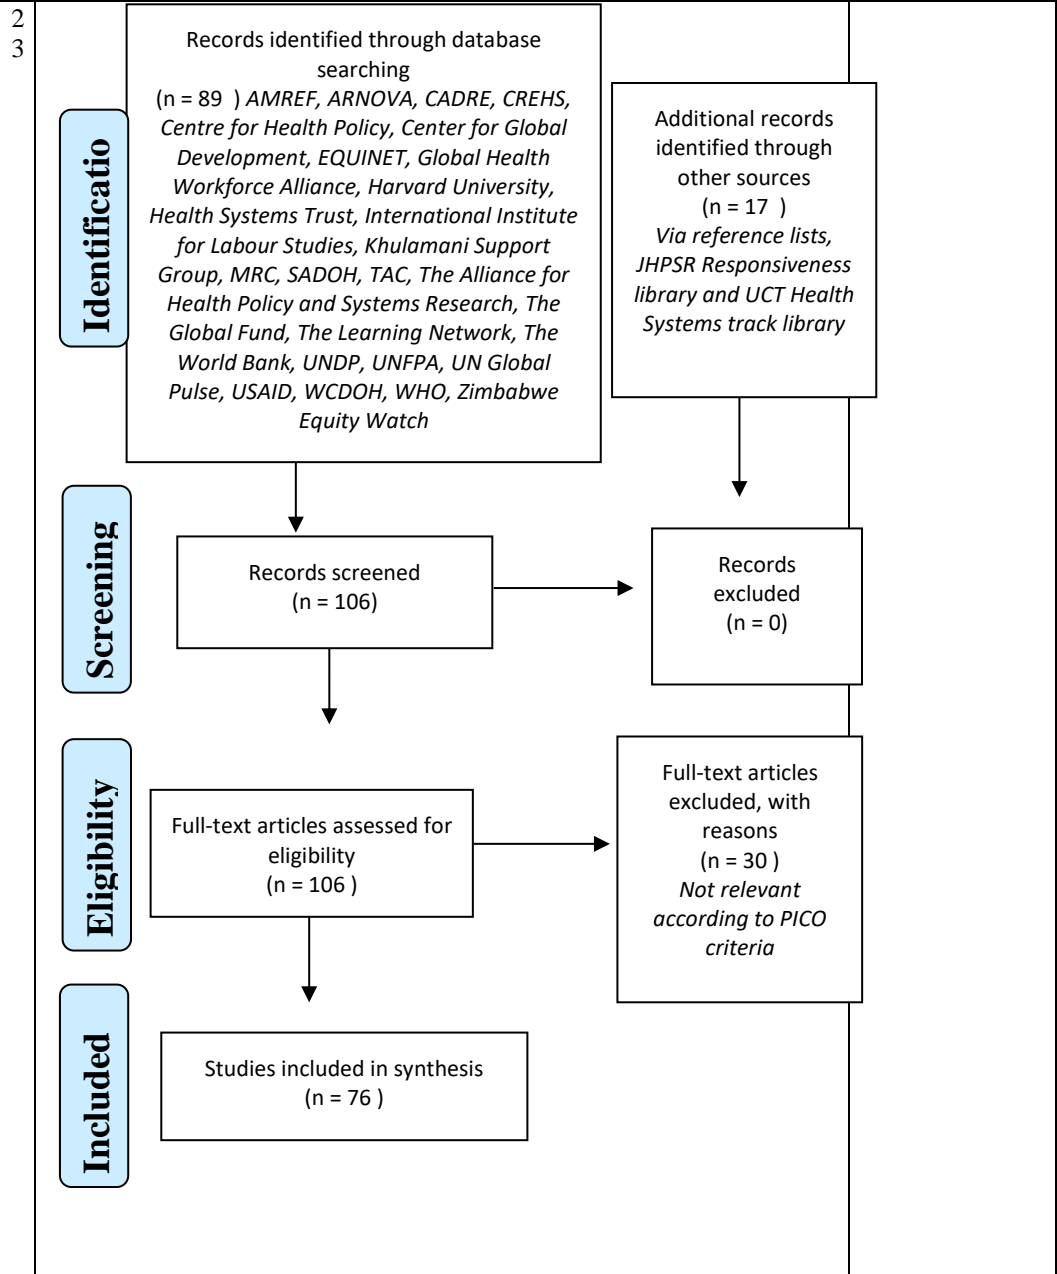 2
3
Identificatio
Records identified through database
searching
(n = 89 ) AMREF, ARNOVA, CADRE, CREHS,
Centre for Health Policy, Center for Global
Development, EQUINET, Global Health
Workforce Alliance, Harvard University,
Health Systems Trust, International Institute
for Labour Studies, Khulamani Support
Group, MRC, SADOH, TAC, The Alliance for
Health Policy and Systems Research, The
Global Fund, The Learning Network, The
World Bank, UNDP, UNFPA, UN Global
Pulse, USAID, WCDOH, WHO, Zimbabwe
Equity Watch
Additional records
identified through
other sources
(n = 17 )
Via reference lists,
JHPSR Responsiveness
library and UCT Health
Systems track library
Screening
Records screened
(n = 106)
Records
excluded
(n = 0)
Eligibility
Full-text articles assessed for
eligibility
(n = 106 )
Full-text articles
excluded, with
reasons
(n = 30 )
Not relevant
according to PICO
criteria
Included
Studies included in synthesis
(n = 76 )